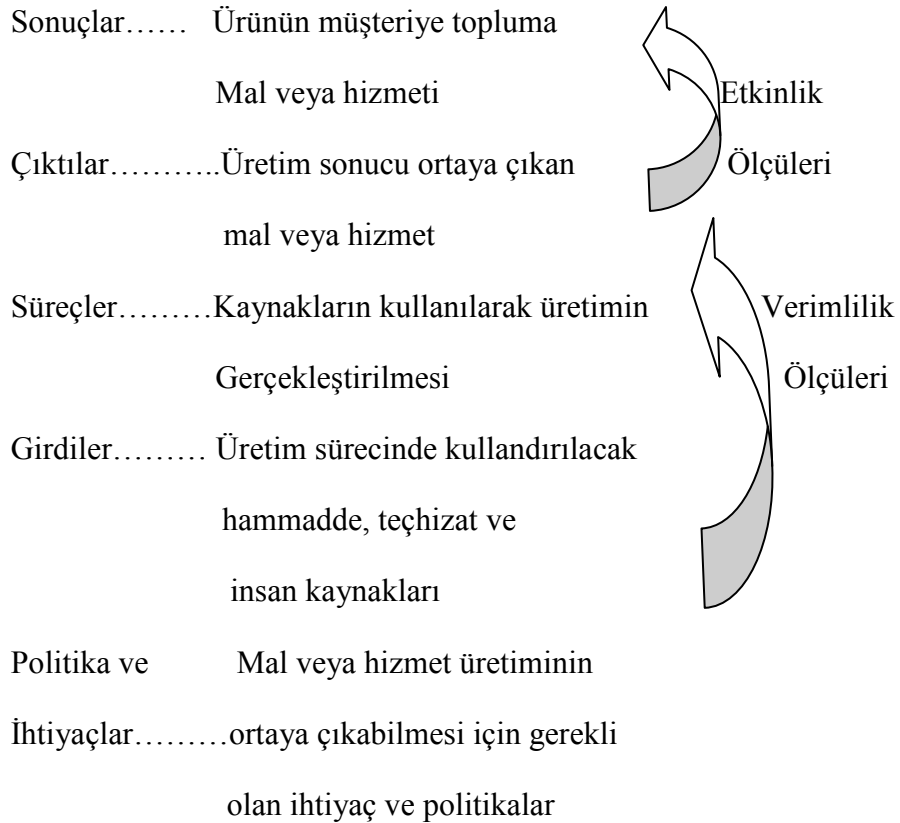 Sonuçlar…… Ürünün müşteriye topluma
Mal veya hizmeti Etkinlik
Çıktılar………..Üretim sonucu ortaya çıkan Ölçüleri
mal veya hizmet
Süreçler………Kaynakların kullanılarak üretimin Verimlilik
Gerçekleştirilmesi Ölçüleri
Girdiler……… Üretim sürecinde kullandırılacak
hammadde, teçhizat ve
insan kaynakları
Politika ve Mal veya hizmet üretiminin
İhtiyaçlar………ortaya çıkabilmesi için gerekli
olan ihtiyaç ve politikalar